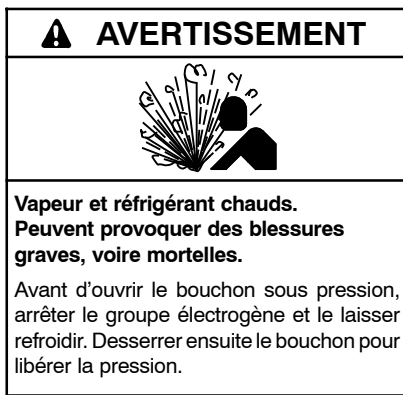 AVERTISSEMENT
Vapeur et réfrigérant chauds.
Peuvent provoquer des blessures
graves, voire mortelles.
Avant d'ouvrir le bouchon sous pression,
arrêter le groupe électrogène et le laisser
refroidir. Desserrer ensuite le bouchon pour
libérer la pression.